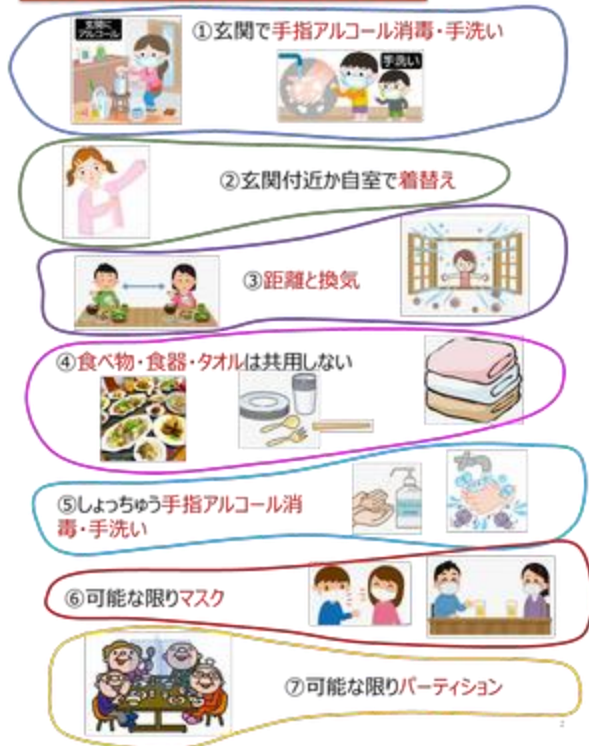 玄関に
アルコール
①玄関で手指アルコール消毒・手洗い
手洗い
②玄関付近か自室で着替え
③距離と換気
④食べ物・食器・タオルは共用しない
⑤しょっちゅう手指アルコール消
毒・手洗い
⑥可能な限りマスク
⑦可能な限りパーティション
2